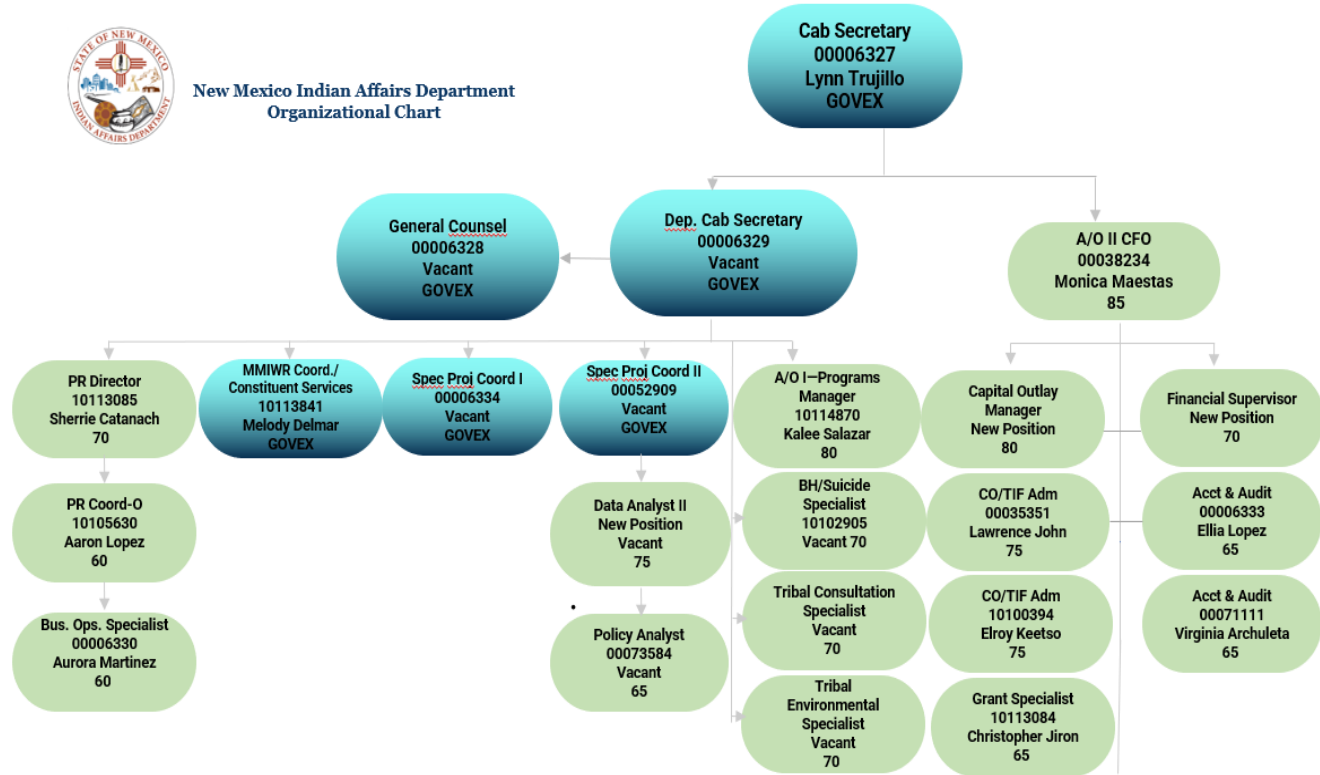 STATE OF NEW MEXICO
INDIAN AFFAIRS DEPARTMENT
New Mexico Indian Affairs Department
Organizational Chart
Cab Secretary
00006327
Lynn Trujillo
GOVEX
General Counsel
00006328
Vacant
GOVEX
Dep. Cab Secretary
00006329
Vacant
GOVEX
A/O II CFO
00038234
Monica Maestas
85
PR Director
10113085
Sherrie Catanach
70
MMIWR Coord./
Constituent Services
10113841
Melody Delmar
GOVEX
Spec Proj Coord I
00006334
Vacant
GOVEX
Spec Proj Coord II
00052909
Vacant
GOVEX
A/O I—Programs
Manager
10114870
Kalee Salazar
80
Capital Outlay
Manager
New Position
80
Financial Supervisor
New Position
70
PR Coord-O
10105630
Aaron Lopez
60
Data Analyst II
New Position
Vacant
75
BH/Suicide
Specialist
10102905
Vacant 70
CO/TIF Adm
00035351
Lawrence John
75
Acct & Audit
00006333
Ellia Lopez
65
Bus. Ops. Specialist
00006330
Aurora Martinez
60
Policy Analyst
00073584
Vacant
65
Tribal Consultation
Specialist
Vacant
70
CO/TIF Adm
10100394
Elroy Keetso
75
Acct & Audit
00071111
Virginia Archuleta
65
Tribal
Environmental
Specialist
Vacant
70
Grant Specialist
10113084
Christopher Jiron
65